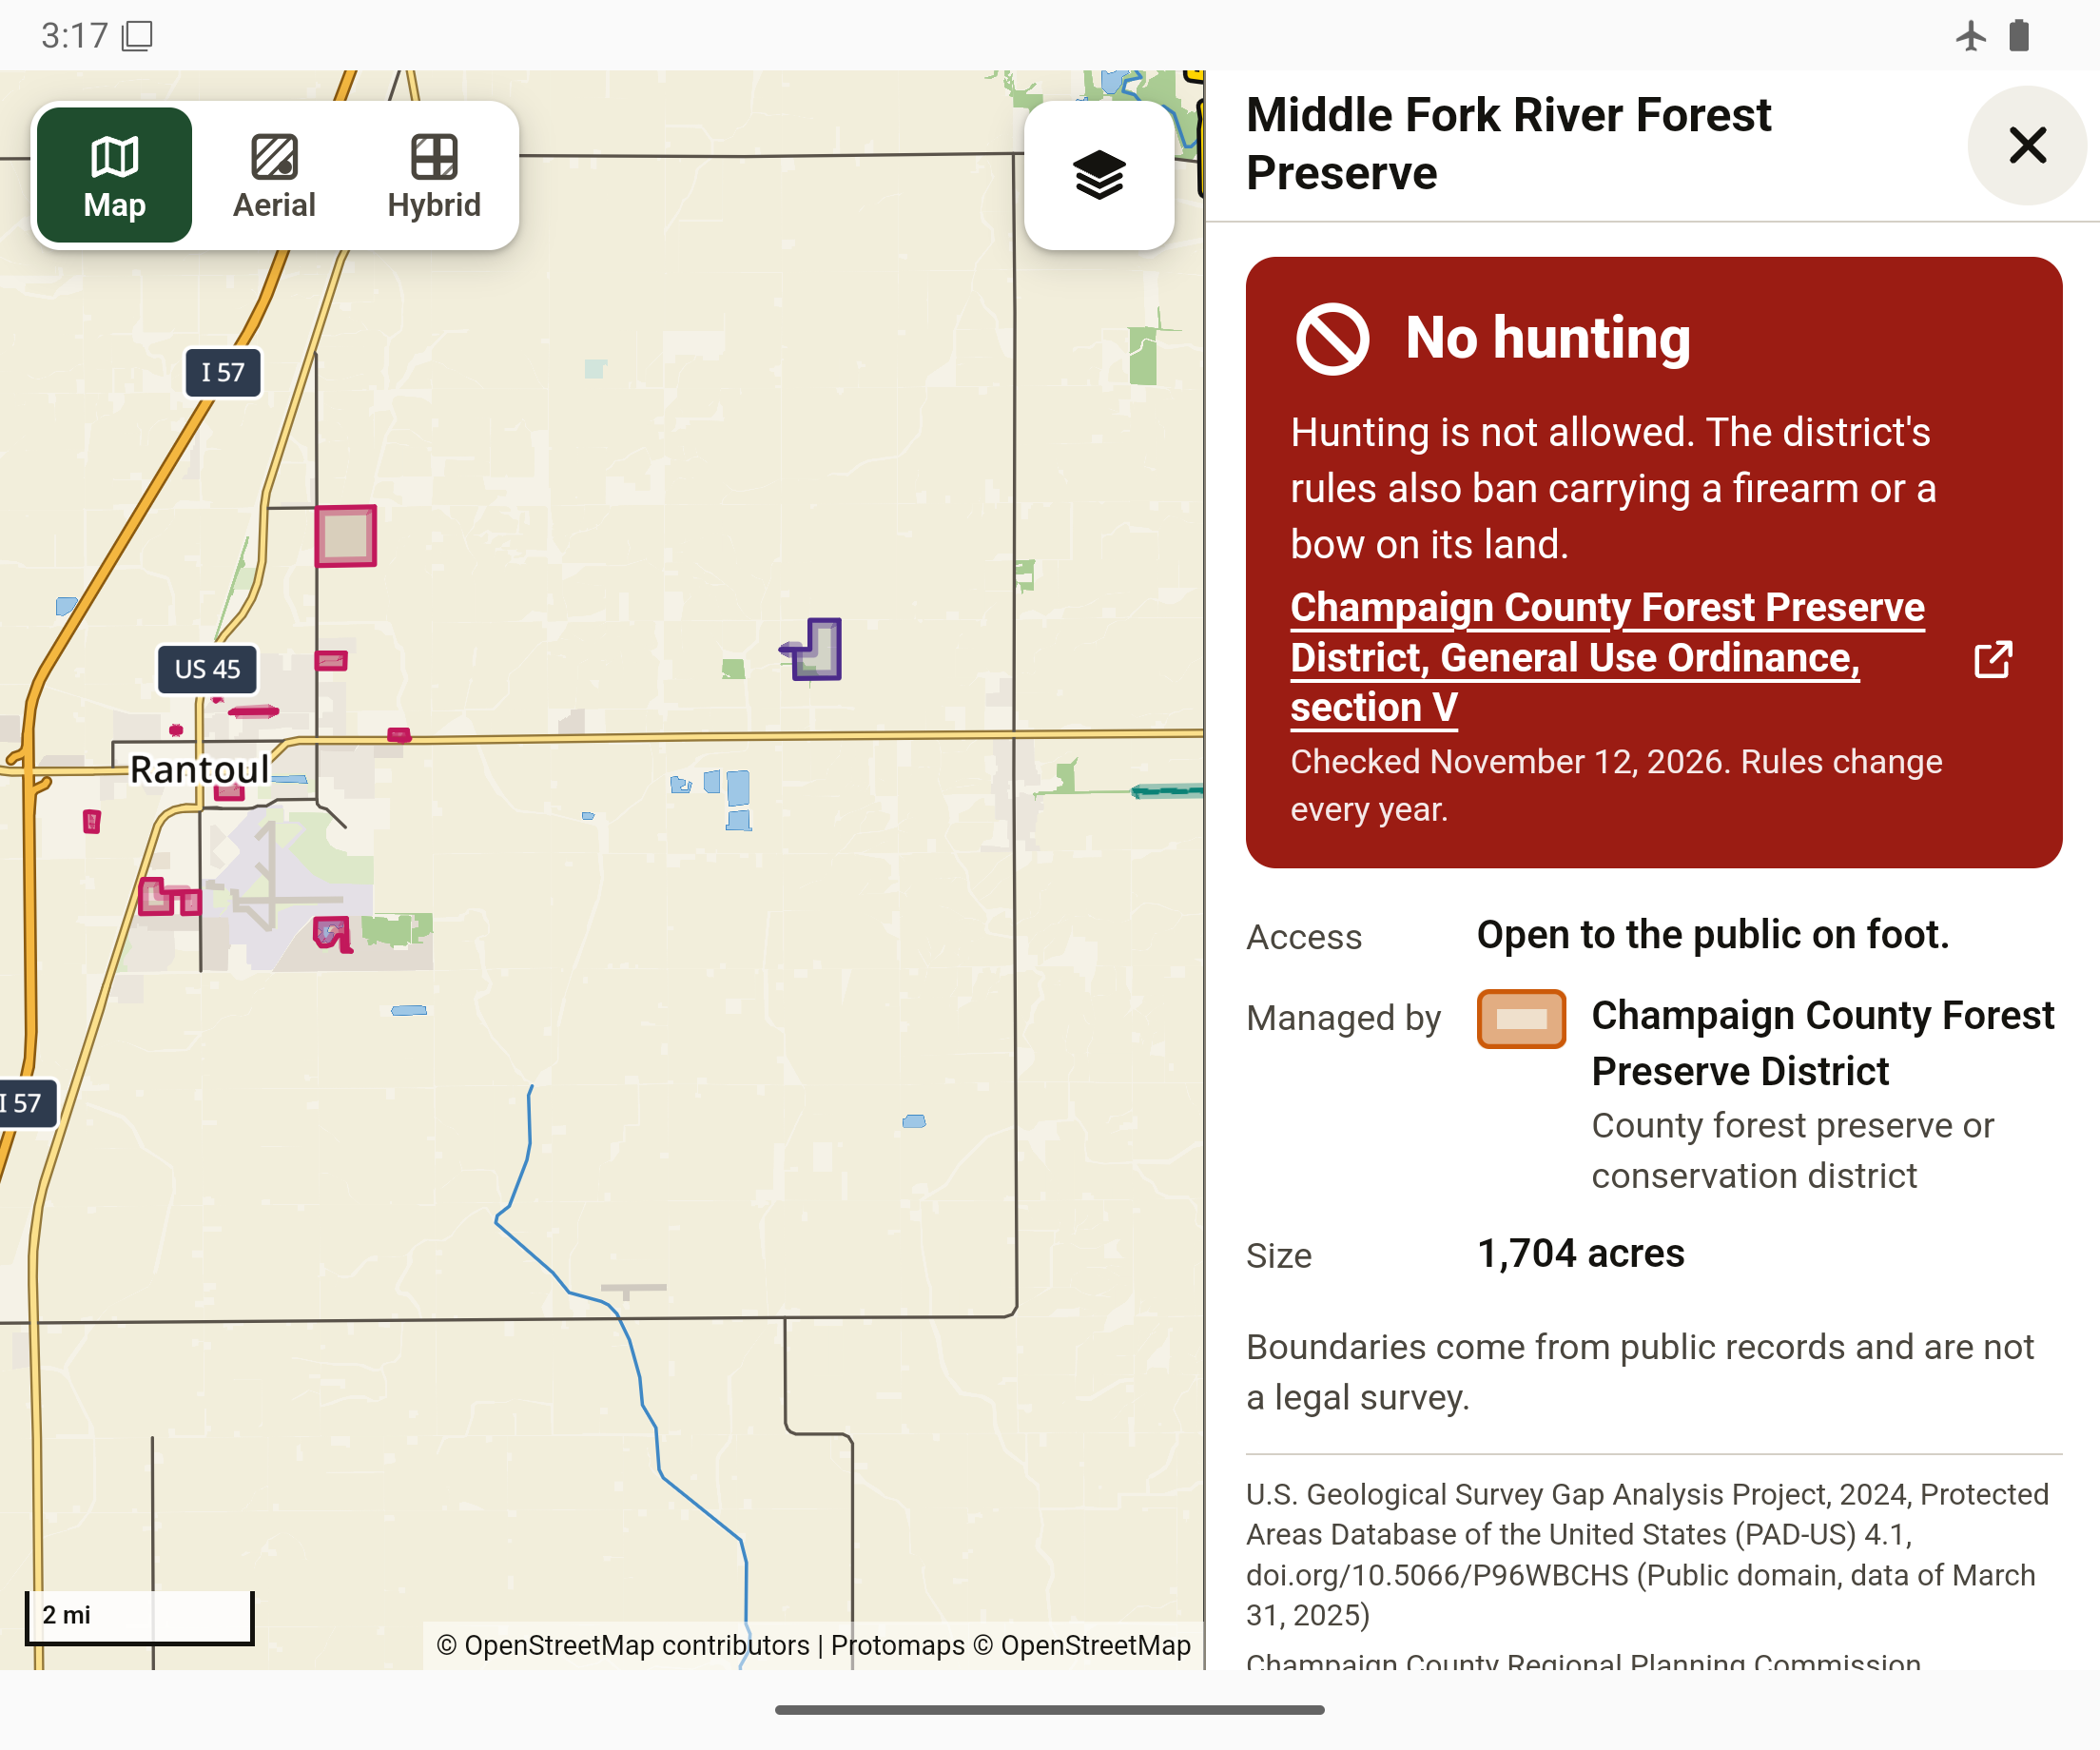 3:17
Map
Aerial
Hybrid
I 57
US 45
Rantoul
I 57
2 mi
© OpenStreetMap contributors | Protomaps © OpenStreetMap
Middle Fork River Forest
Preserve
No hunting
Hunting is not allowed. The district's
rules also ban carrying a firearm or a
bow on its land.
Champaign County Forest Preserve
District, General Use Ordinance,
section V
Checked November 12, 2026. Rules change
every year.
Access
Open to the public on foot.
Managed by
Champaign County Forest
Preserve District
County forest preserve or
conservation district
Size
1,704 acres
Boundaries come from public records and are not
a legal survey.
U.S. Geological Survey Gap Analysis Project, 2024, Protected
Areas Database of the United States (PAD-US) 4.1,
doi.org/10.5066/P96WBCHS (Public domain, data of March
31, 2025)
Champaign County Regional Planning Commission